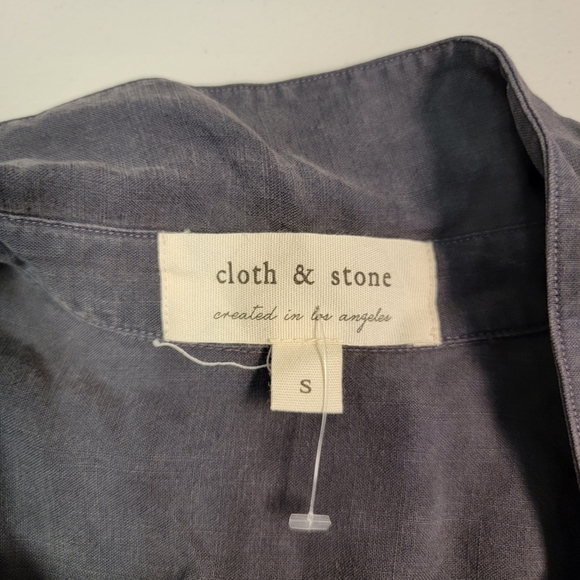 cloth & stone
created in los angeles
S